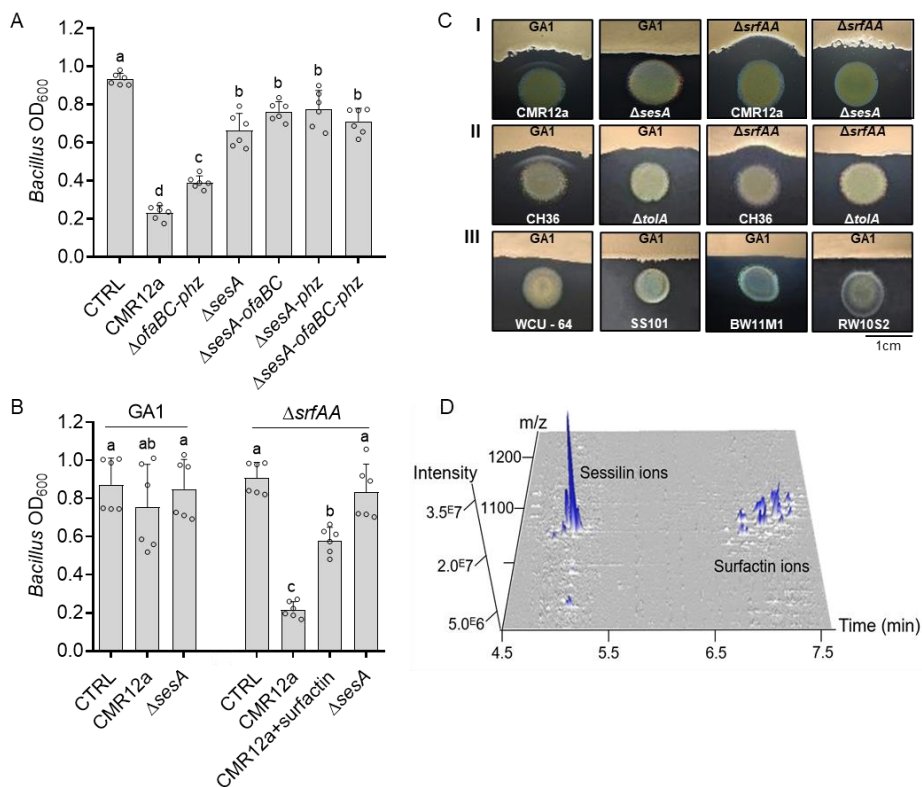 A
Bacillus OD600
1.2
1.0
0.8
0.6
0.4
0.2
0.0
a
d
c
b
b
b
b
CTRL
CMR12a
ΔofaBC-phz
ΔsesA
ΔsesA-ofaBC
ΔsesA-phz
ΔsesA-ofaBC-phz
B
Bacillus OD600
1.2
1.0
0.8
0.6
0.4
0.2
0.0
GA1
ΔsrfAA
a
ab
a
a
c
b
a
CTRL
CMR12a
ΔsesA
CTRL
CMR12a
CMR12a+surfactin
ΔsesA
C
I
GA1
GA1
ΔsrfAA
ΔsrfAA
CMR12a
ΔsesA
CMR12a
ΔsesA
II
GA1
GA1
ΔsrfAA
ΔsrfAA
CH36
ΔtolA
CH36
ΔtolA
III
GA1
GA1
GA1
GA1
WCU - 64
SS101
BW11M1
RW10S2
1cm
D
m/z
1200
1100
Intensity
3.5E7
2.0E7
5.0E6
Sessilin ions
Surfactin ions
Time (min)
4.5
5.5
6.5
7.5